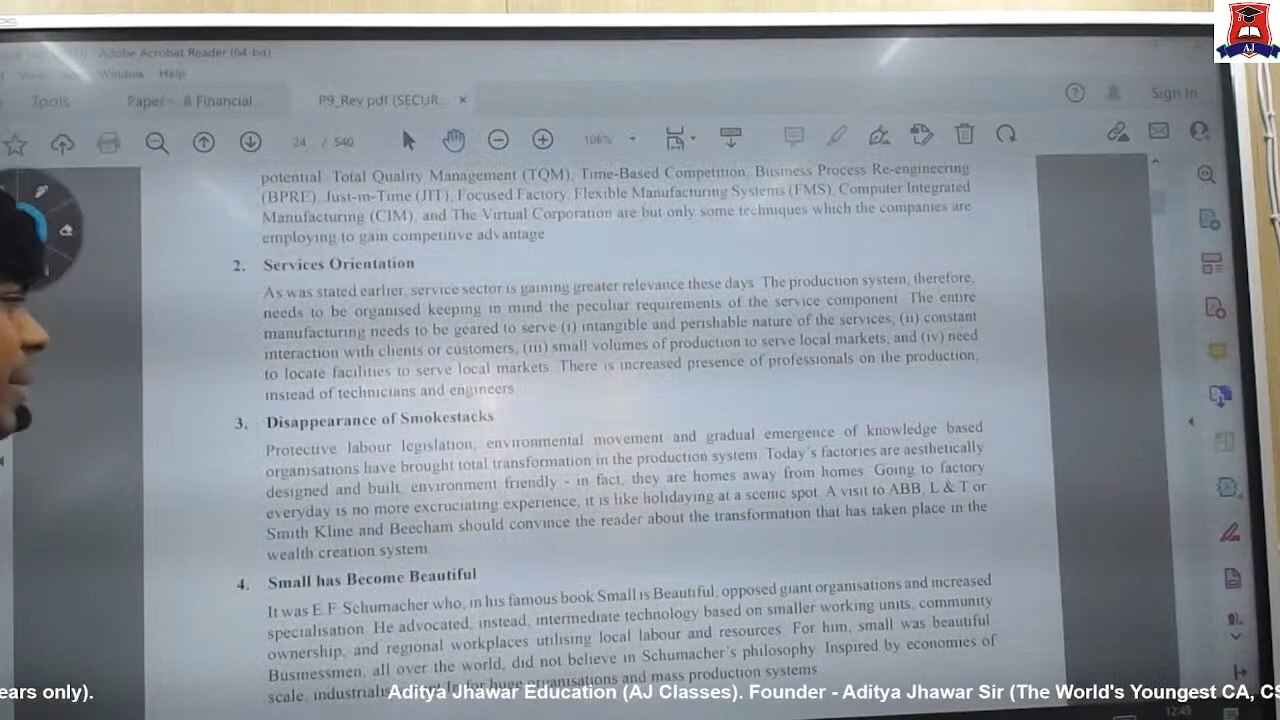 Adobe Acrobat Reader (64-bit)
Window Help
Tools Paper - 8 Financial P9_Rev.pdf (SECUR... × Sign In
24 / 540 106%
potential Total Quality Management (TQM), Time-Based Competition, Business Process Re-engineering
(BPRE), Just-in-Time (JIT), Focused Factory, Flexible Manufacturing Systems (FMS), Computer Integrated
Manufacturing (CIM), and The Virtual Corporation are but only some techniques which the companies are
employing to gain competitive advantage
2. Services Orientation
As was stated earlier, service sector is gaining greater relevance these days The production system, therefore,
needs to be organised keeping in mind the peculiar requirements of the service component The entire
manufacturing needs to be geared to serve (i) intangible and perishable nature of the services, (ii) constant
interaction with clients or customers, (iii) small volumes of production to serve local markets, and (iv) need
to locate facilities to serve local markets There is increased presence of professionals on the production,
instead of technicians and engineers
3. Disappearance of Smokestacks
Protective labour legislation, environmental movement and gradual emergence of knowledge based
organisations have brought total transformation in the production system. Today's factories are aesthetically
designed and built, environment friendly - in fact, they are homes away from homes. Going to factory
everyday is no more excruciating experience, it is like holidaying at a scenic spot. A visit to ABB, L & T or
Smith Kline and Beecham should convince the reader about the transformation that has taken place in the
wealth creation system
4. Small has Become Beautiful
It was E F Schumacher who, in his famous book Small is Beautiful, opposed giant organisations and increased
specialisation. He advocated, instead, intermediate technology based on smaller working units, community
ownership, and regional workplaces utilising local labour and resources For him, small was beautiful
Businessmen, all over the world, did not believe in Schumacher's philosophy Inspired by economies of
scale, for huge organisations and mass production systems
ears only). Aditya Jhawar Education (AJ Classes). Founder - Aditya Jhawar Sir (The World's Youngest CA, CS
12:49
AJ